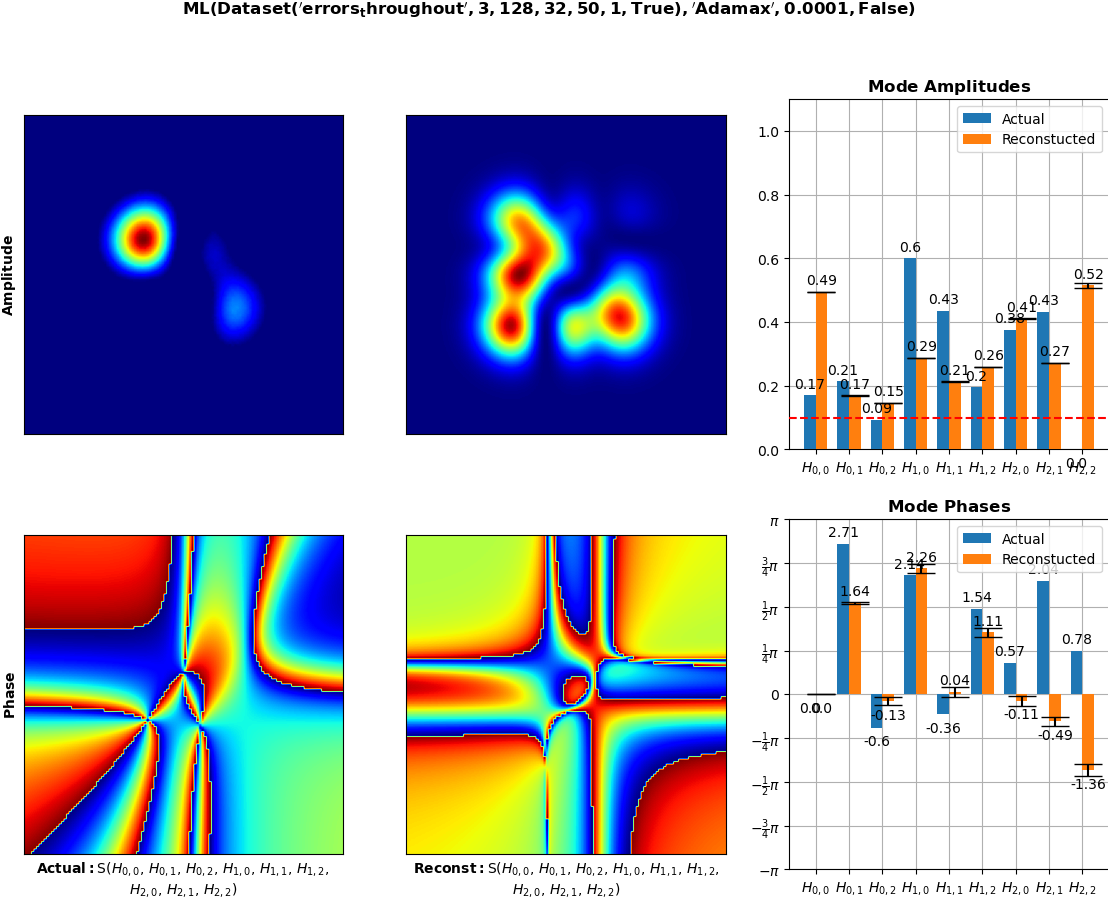 ML(Dataset('errors_throughout', 3, 128, 32, 50, 1, True), 'Adamax', 0.0001, False)
Amplitude
Mode Amplitudes
Actual
Reconstucted
1.0
0.8
0.6
0.4
0.2
0.0
0.17
0.49
0.21
0.17
0.09
0.15
0.6
0.29
0.43
0.21
0.2
0.26
0.38
0.41
0.43
0.27
0.0
0.52
H0,0 H0,1 H0,2 H1,0 H1,1 H1,2 H2,0 H2,1 H2,2
Phase
Mode Phases
Actual
Reconstucted
π
3/4π
1/2π
1/4π
0
−1/4π
−1/2π
−3/4π
−π
0.0
2.71
1.64
-0.6
-0.13
2.14
2.26
-0.36
0.04
1.54
1.11
0.57
-0.11
-0.49
0.78
-1.36
H0,0 H0,1 H0,2 H1,0 H1,1 H1,2 H2,0 H2,1 H2,2
Actual: S(H0,0, H0,1, H0,2, H1,0, H1,1, H1,2,
H2,0, H2,1, H2,2)
Reconst: S(H0,0, H0,1, H0,2, H1,0, H1,1, H1,2,
H2,0, H2,1, H2,2)